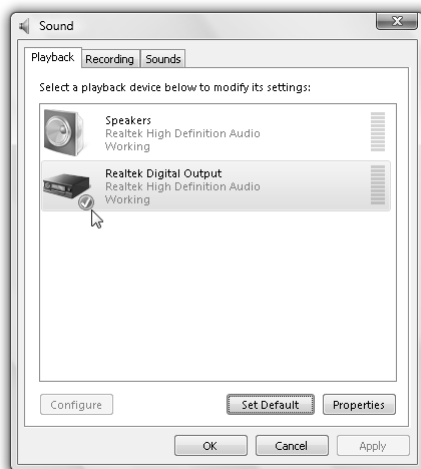 Sound
Playback Recording Sounds
Select a playback device below to modify its settings:
Speakers
Realtek High Definition Audio
Working
Realtek Digital Output
Realtek High Definition Audio
Working
Configure Set Default Properties
OK Cancel Apply